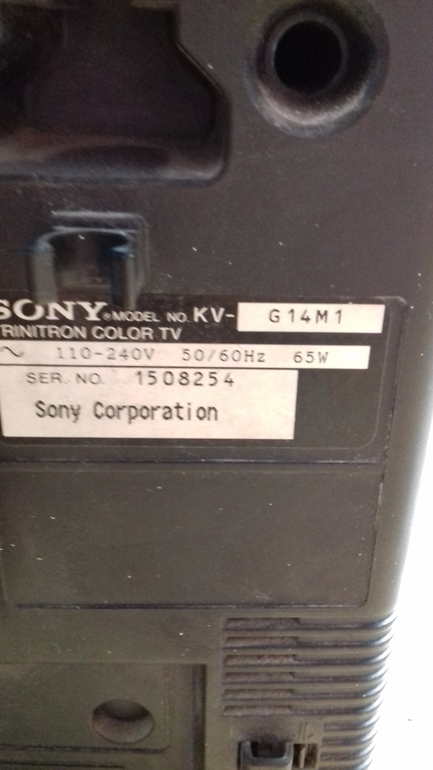 SONY® MODEL NO. KV- G14M1
TRINITRON COLOR TV
~ 110-240V 50/60Hz 65W
SER. NO. 1508254
Sony Corporation